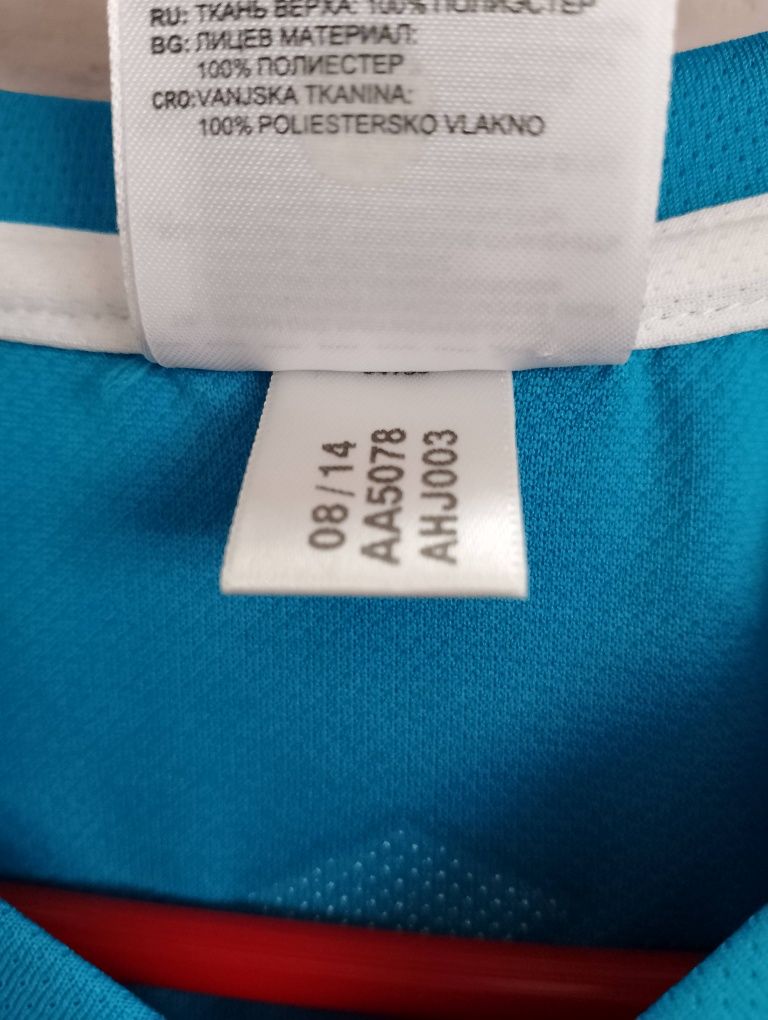 RU: ТКАНЬ ВЕРХА: 100% ПОЛИЭСТЕР
BG: ЛИЦЕВ МАТЕРИАЛ:
100% ПОЛИЕСТЕР
CRO: VANJSKA TKANINA:
100% POLIESTERSKO VLAKNO
08/14
AA5078
AHJ003